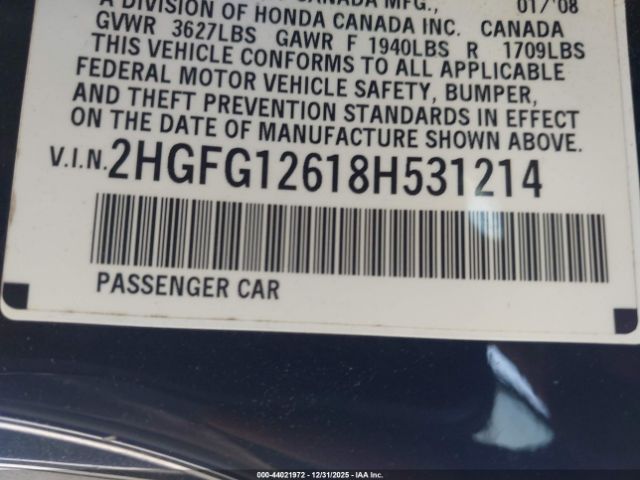 CANADA MFG., 01/'08
A DIVISION OF HONDA CANADA INC. CANADA
GVWR 3627LBS GAWR F 1940LBS R 1709LBS
THIS VEHICLE CONFORMS TO ALL APPLICABLE
FEDERAL MOTOR VEHICLE SAFETY, BUMPER,
AND THEFT PREVENTION STANDARDS IN EFFECT
ON THE DATE OF MANUFACTURE SHOWN ABOVE.
V.I.N. 2HGFG12618H531214
PASSENGER CAR
000-44021972 - 12/31/2025 - IAA Inc.